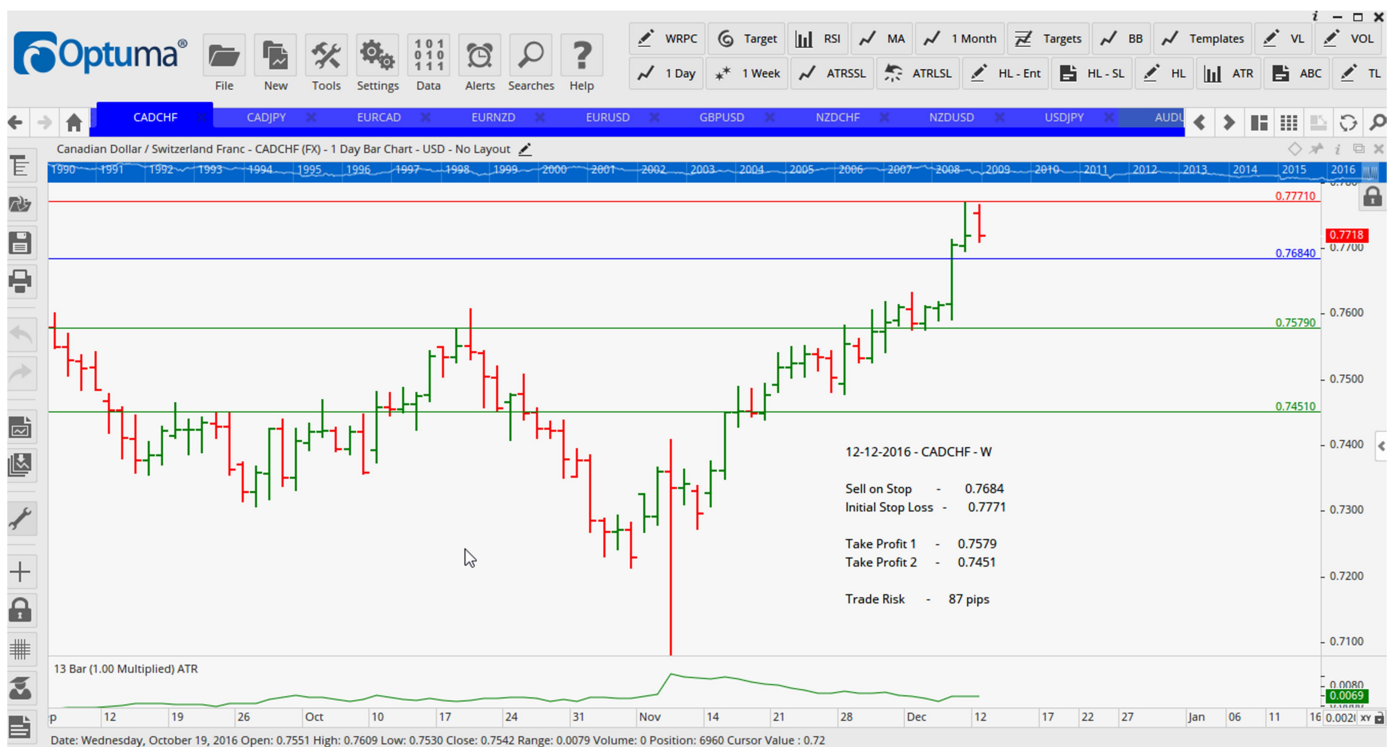 i
Optuma®
File New Tools Settings Data Alerts Searches Help
WRPC Target RSI MA 1 Month Targets BB Templates VL VOL
1 Day 1 Week ATRSSL ATRLSL HL - Ent HL - SL HL ATR ABC TL
CADCHF CADJPY EURCAD EURNZD EURUSD GBPUSD NZDCHF NZDUSD USDJPY AUDU
Canadian Dollar / Switzerland Franc - CADCHF (FX) - 1 Day Bar Chart - USD - No Layout
1990 1991 1992 1993 1994 1995 1996 1997 1998 1999 2000 2001 2002 2003 2004 2005 2006 2007 2008 2009 2010 2011 2012 2013 2014 2015 2016
0.77710
0.7718
0.7700
0.76840
0.7600
0.75790
0.7500
0.74510
0.7400
12-12-2016 - CADCHF - W
Sell on Stop - 0.7684
Initial Stop Loss - 0.7771
0.7300
Take Profit 1 - 0.7579
Take Profit 2 - 0.7451
0.7200
Trade Risk - 87 pips
0.7100
13 Bar (1.00 Multiplied) ATR
0.0080
0.0069
12 19 26 Oct 10 17 24 31 Nov 14 21 28 Dec 12 17 22 27 Jan 06 11 16 XY
Date: Wednesday, October 19, 2016 Open: 0.7551 High: 0.7609 Low: 0.7530 Close: 0.7542 Range: 0.0079 Volume: 0 Position: 6960 Cursor Value : 0.72